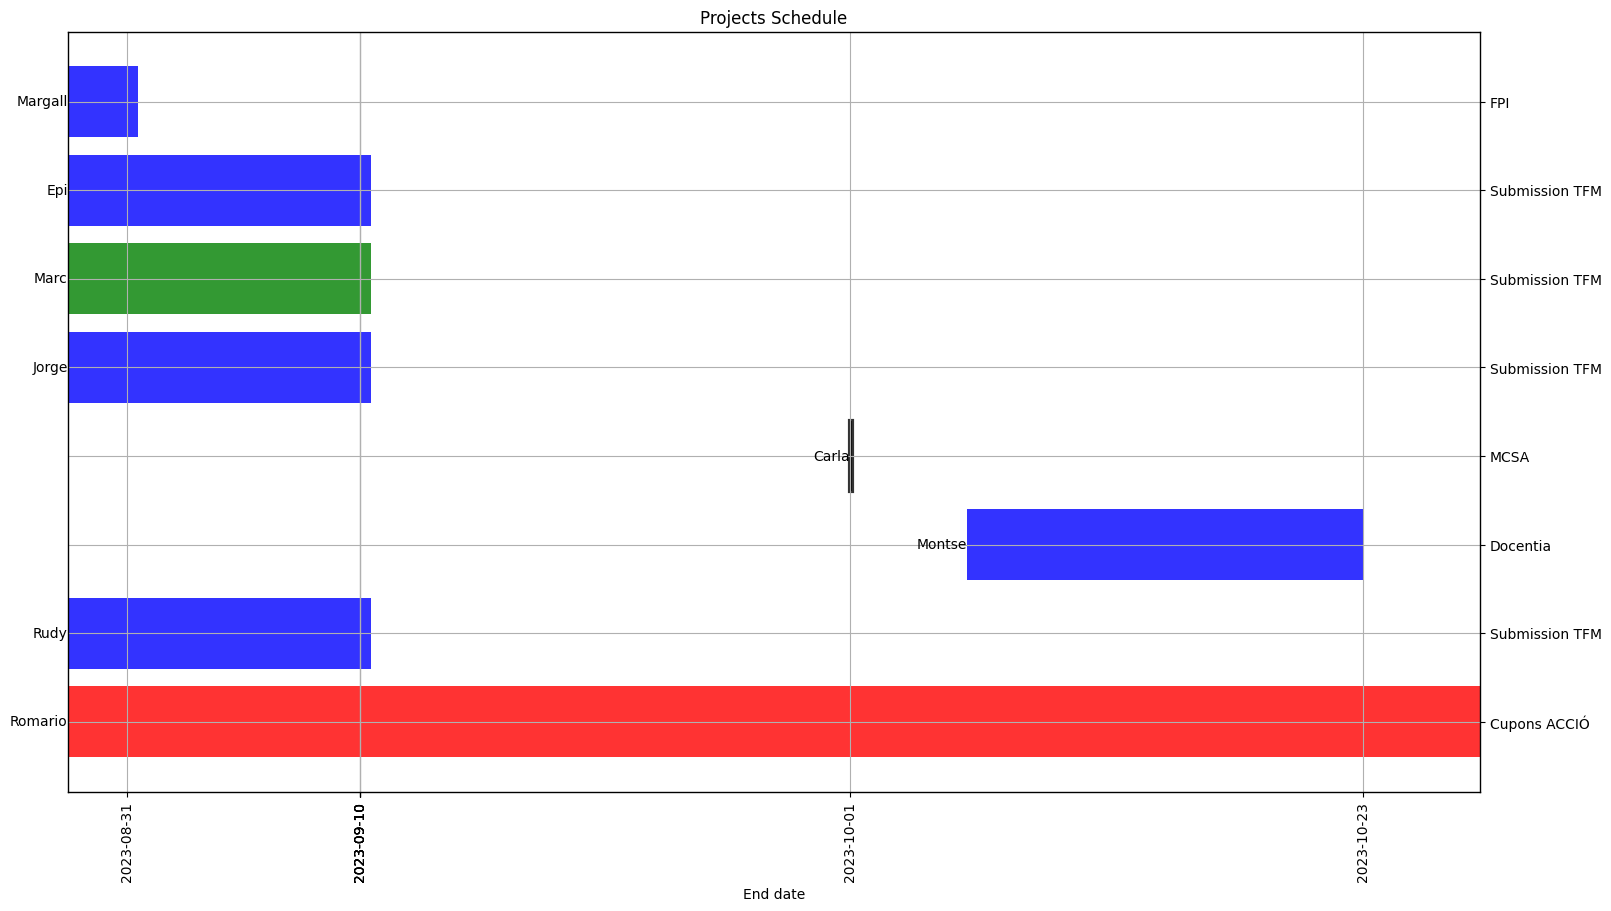 Projects Schedule
Margall
FPI
Epi
Submission TFM
Marc
Submission TFM
Jorge
Submission TFM
Carla
MCSA
Montse
Docentia
Rudy
Submission TFM
Romario
Cupons ACCIÓ
2023-08-31
2023-09-10
2023-10-01
2023-10-23
End date